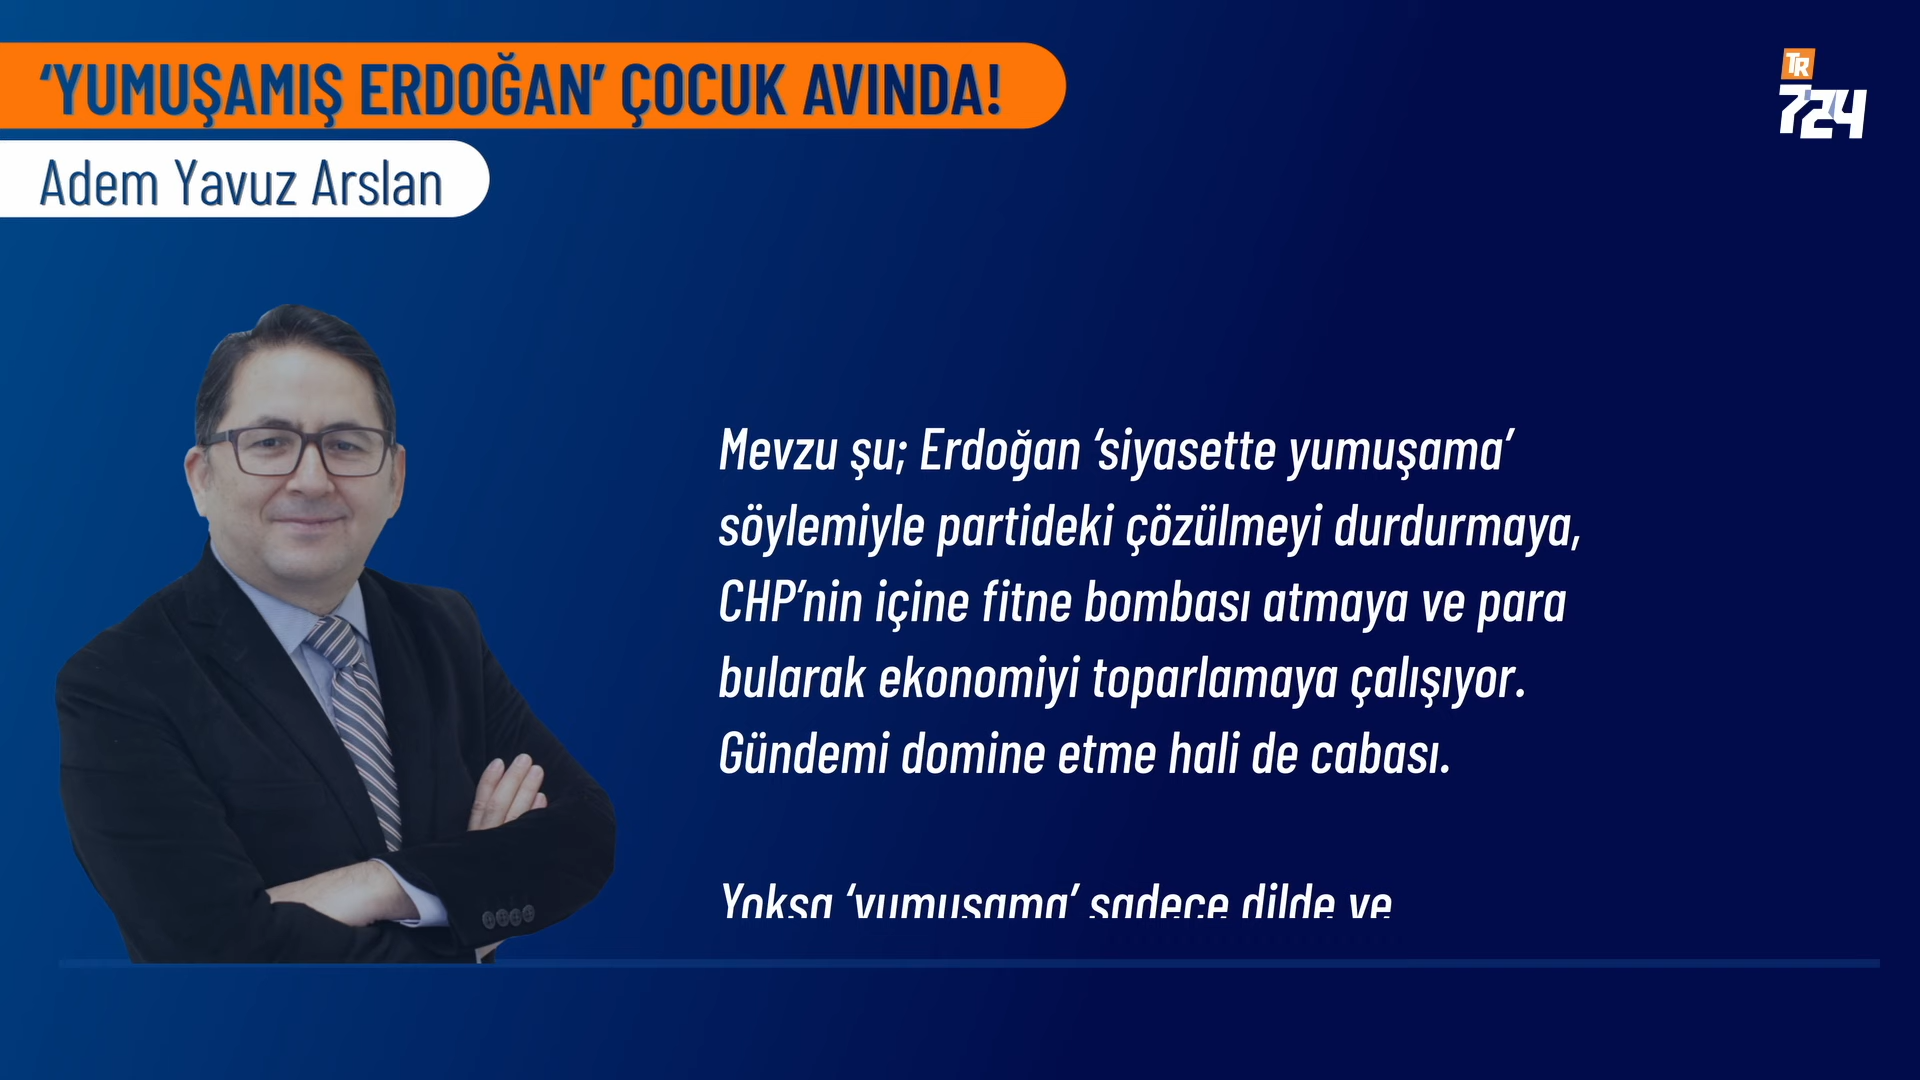 ‘YUMUŞAMIŞ ERDOĞAN’ ÇOCUK AVINDA!
Adem Yavuz Arslan
TR
724
Mevzu şu; Erdoğan ‘siyasette yumuşama’
söylemiyle partideki çözülmeyi durdurmaya,
CHP’nin içine fitne bombası atmaya ve para
bularak ekonomiyi toparlamaya çalışıyor.
Gündemi domine etme hali de cabası.
Yoksa ‘yumuşama’ sadece dilde ve